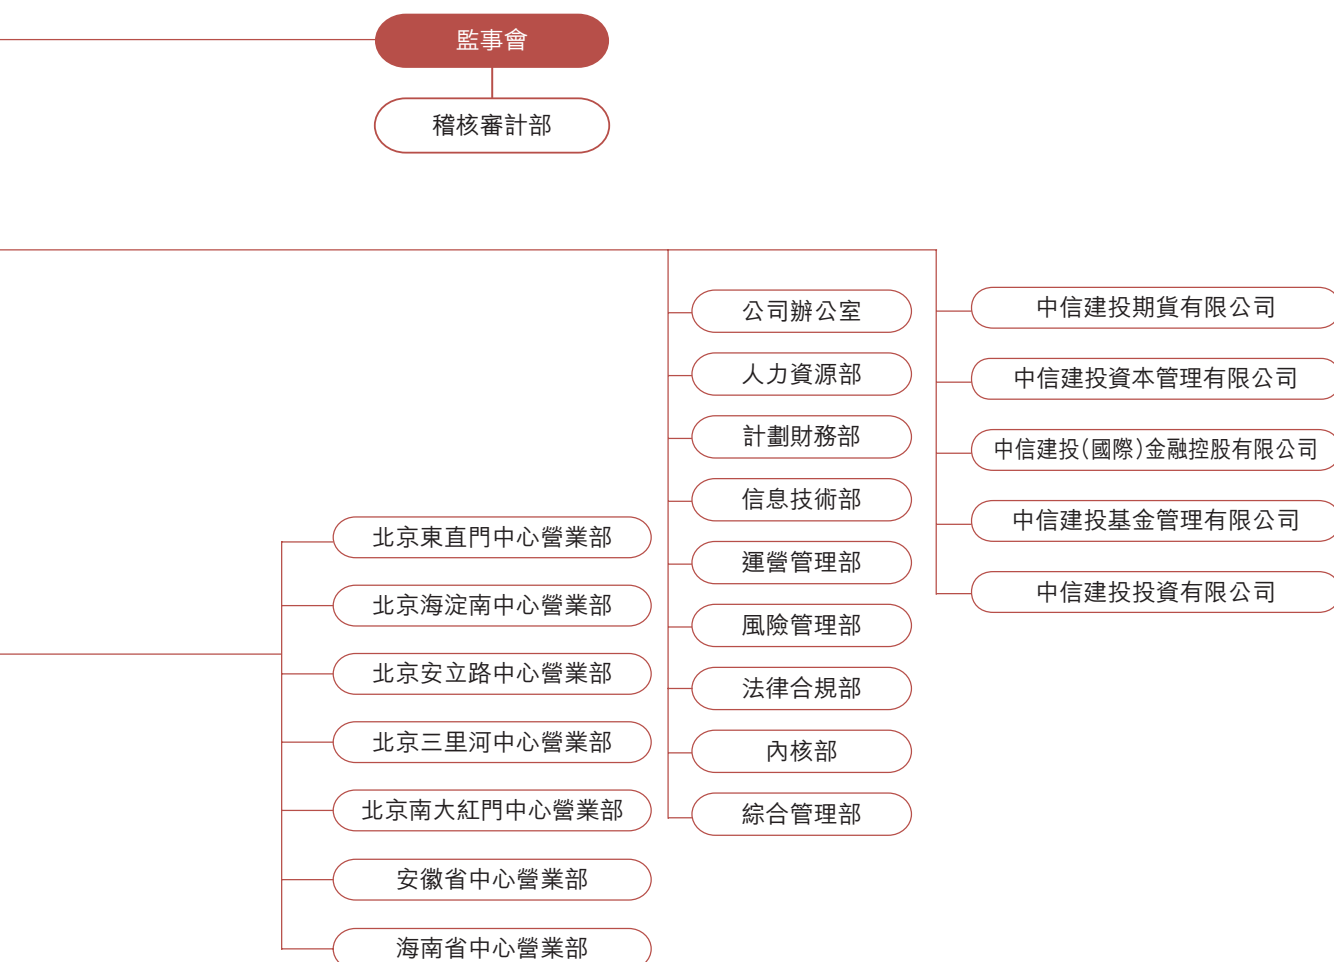 監事會
稽核審計部
公司辦公室
人力資源部
計劃財務部
信息技術部
運營管理部
風險管理部
法律合規部
內核部
綜合管理部
中信建投期貨有限公司
中信建投資本管理有限公司
中信建投(國際)金融控股有限公司
中信建投基金管理有限公司
中信建投投資有限公司
北京東直門中心營業部
北京海淀南中心營業部
北京安立路中心營業部
北京三里河中心營業部
北京南大紅門中心營業部
安徽省中心營業部
海南省中心營業部